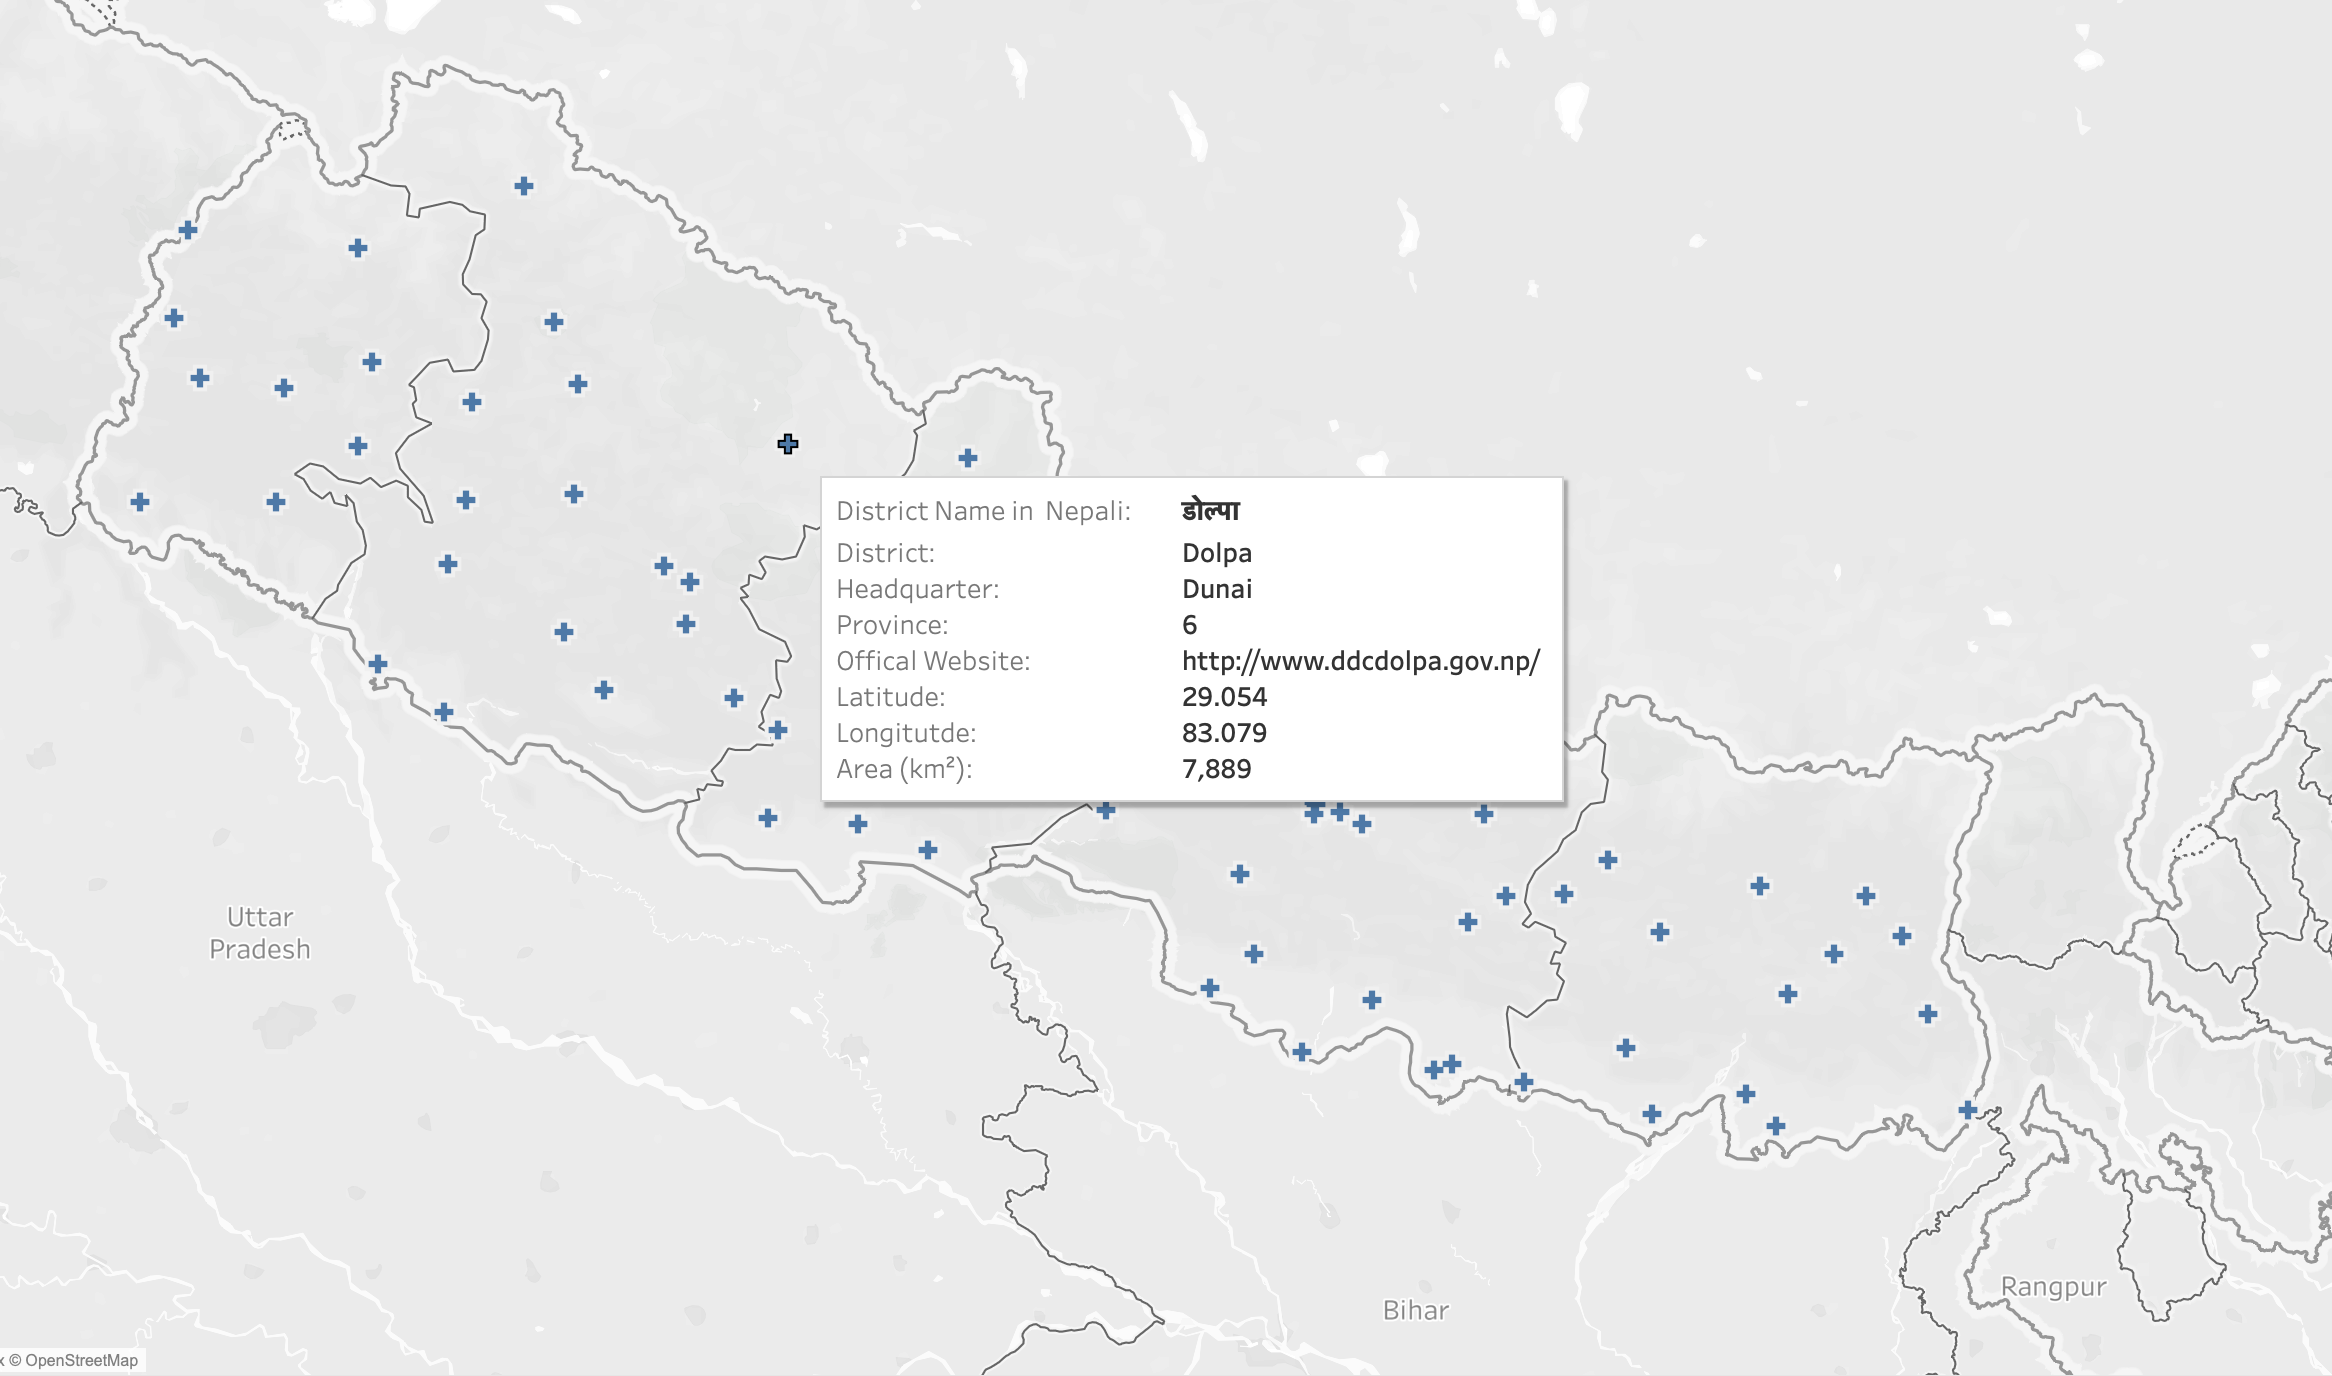 District Name in Nepali: डोल्पा
District: Dolpa
Headquarter: Dunai
Province: 6
Offical Website: http://www.ddcdolpa.gov.np/
Latitude: 29.054
Longitutde: 83.079
Area (km²): 7,889
Uttar
Pradesh
Rangpur
Bihar
© OpenStreetMap